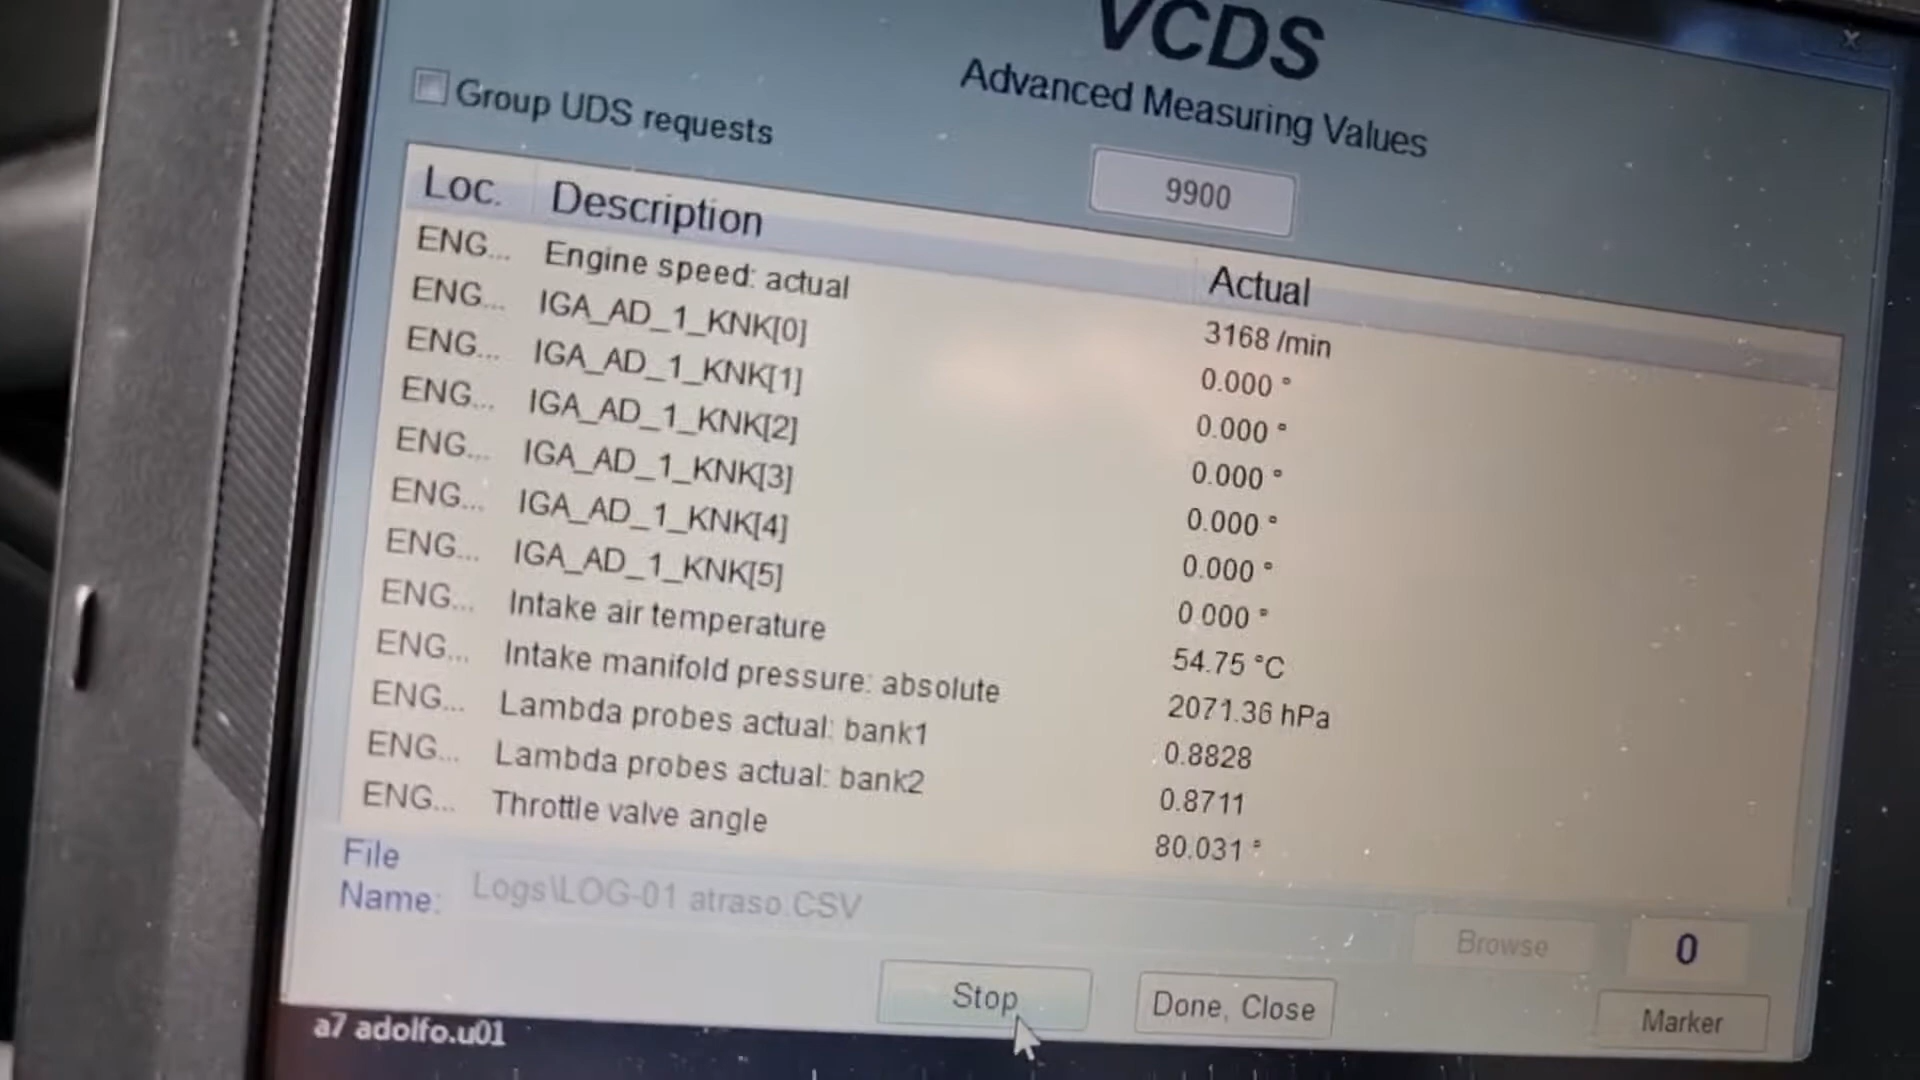 VCDS
Advanced Measuring Values
Group UDS requests
9900
Loc. Description Actual
ENG... Engine speed: actual 3168 /min
ENG... IGA_AD_1_KNK[0] 0.000 °
ENG... IGA_AD_1_KNK[1] 0.000 °
ENG... IGA_AD_1_KNK[2] 0.000 °
ENG... IGA_AD_1_KNK[3] 0.000 °
ENG... IGA_AD_1_KNK[4] 0.000 °
ENG... IGA_AD_1_KNK[5] 0.000 °
ENG... Intake air temperature 54.75 °C
ENG... Intake manifold pressure: absolute 2071.36 hPa
ENG... Lambda probes actual: bank1 0.8828
ENG... Lambda probes actual: bank2 0.8711
ENG... Throttle valve angle 80.031 °
File
Name: Logs\LOG-01 atraso.CSV
Browse 0
Stop Done, Close Marker
a7 adolfo.u01